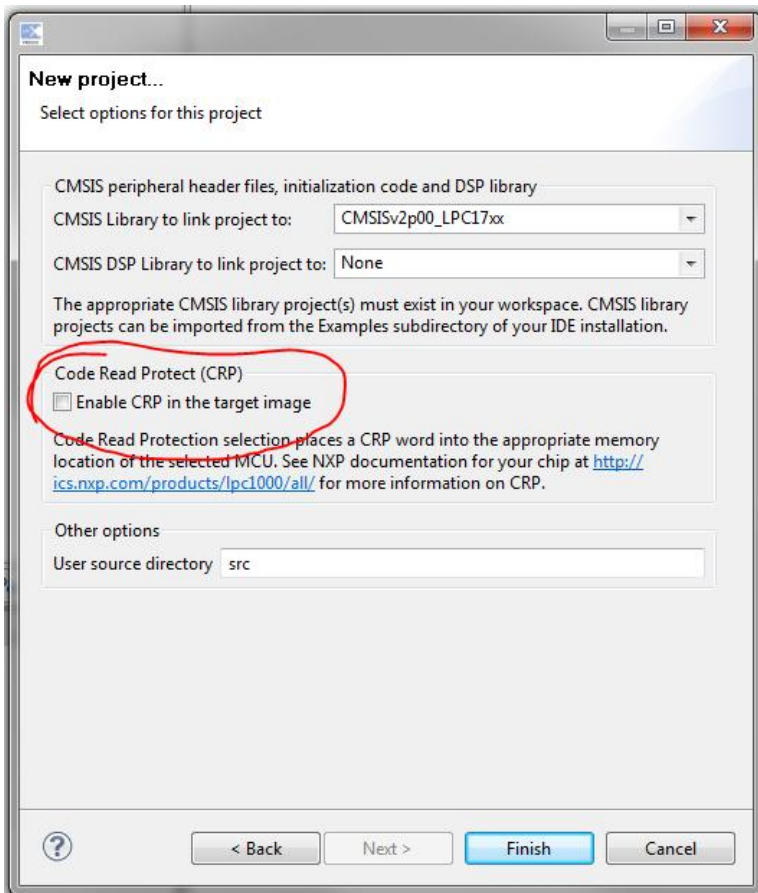 New project...
Select options for this project
CMSIS peripheral header files, initialization code and DSP library
CMSIS Library to link project to: CMSISv2p00_LPC17xx
CMSIS DSP Library to link project to: None
The appropriate CMSIS library project(s) must exist in your workspace. CMSIS library
projects can be imported from the Examples subdirectory of your IDE installation.
Code Read Protect (CRP)
Enable CRP in the target image
Code Read Protection selection places a CRP word into the appropriate memory
location of the selected MCU. See NXP documentation for your chip at http://
ics.nxp.com/products/lpc1000/all/ for more information on CRP.
Other options
User source directory src
? < Back Next > Finish Cancel